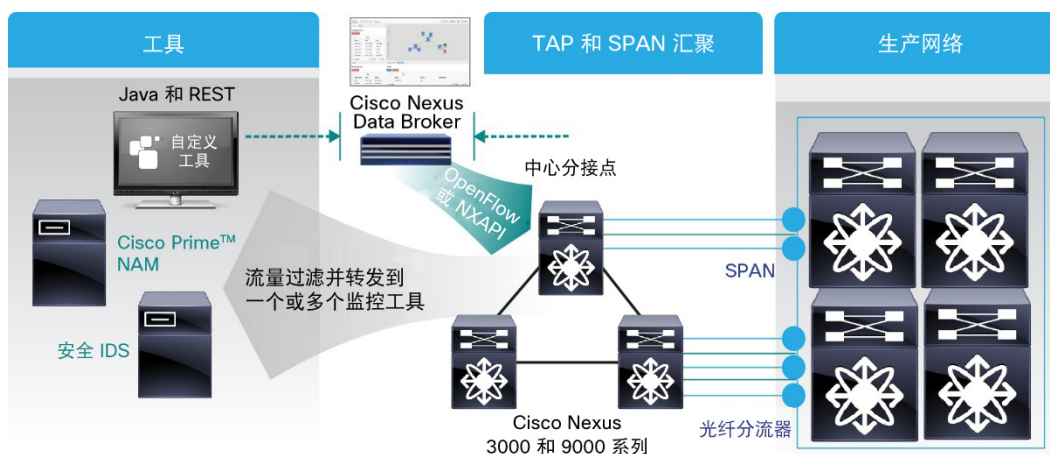 工具
TAP 和 SPAN 汇聚
生产网络
Java 和 REST
自定义
工具
Cisco Nexus
Data Broker
中心分接点
OpenFlow
或 NXAPI
Cisco Prime™
NAM
流量过滤并转发到
一个或多个监控工具
SPAN
安全 IDS
光纤分流器
Cisco Nexus
3000 和 9000 系列